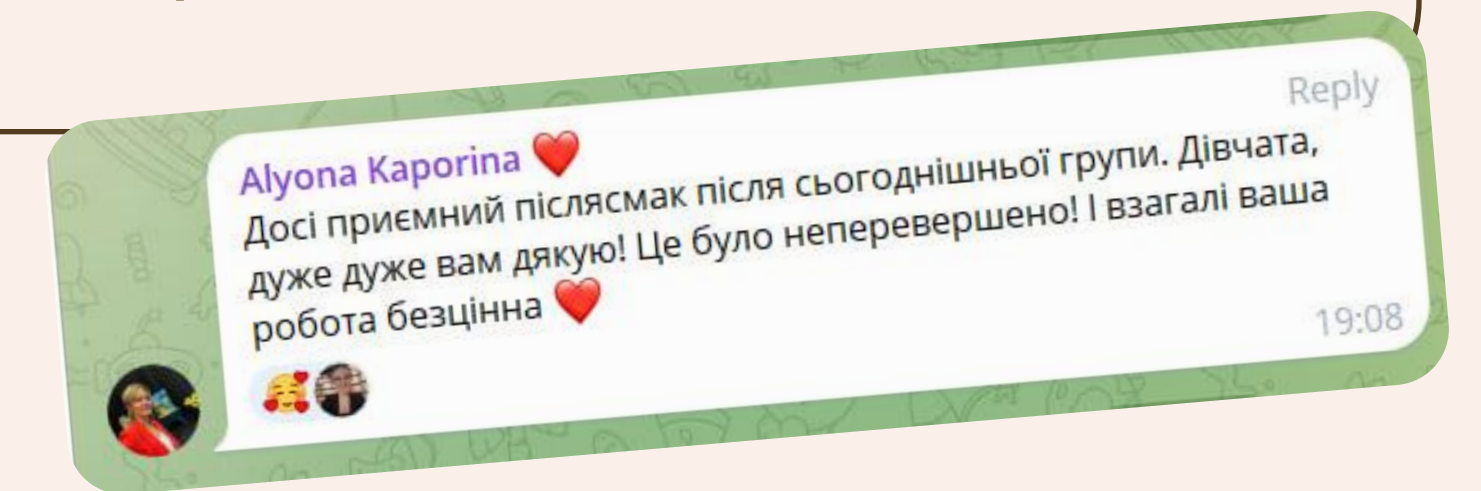 Reply
Alyona Kaporina ❤️
Досі приємний післясмак після сьогоднішньої групи. Дівчата,
дуже дуже вам дякую! Це було неперевершено! І взагалі ваша
робота безцінна ❤️
19:08